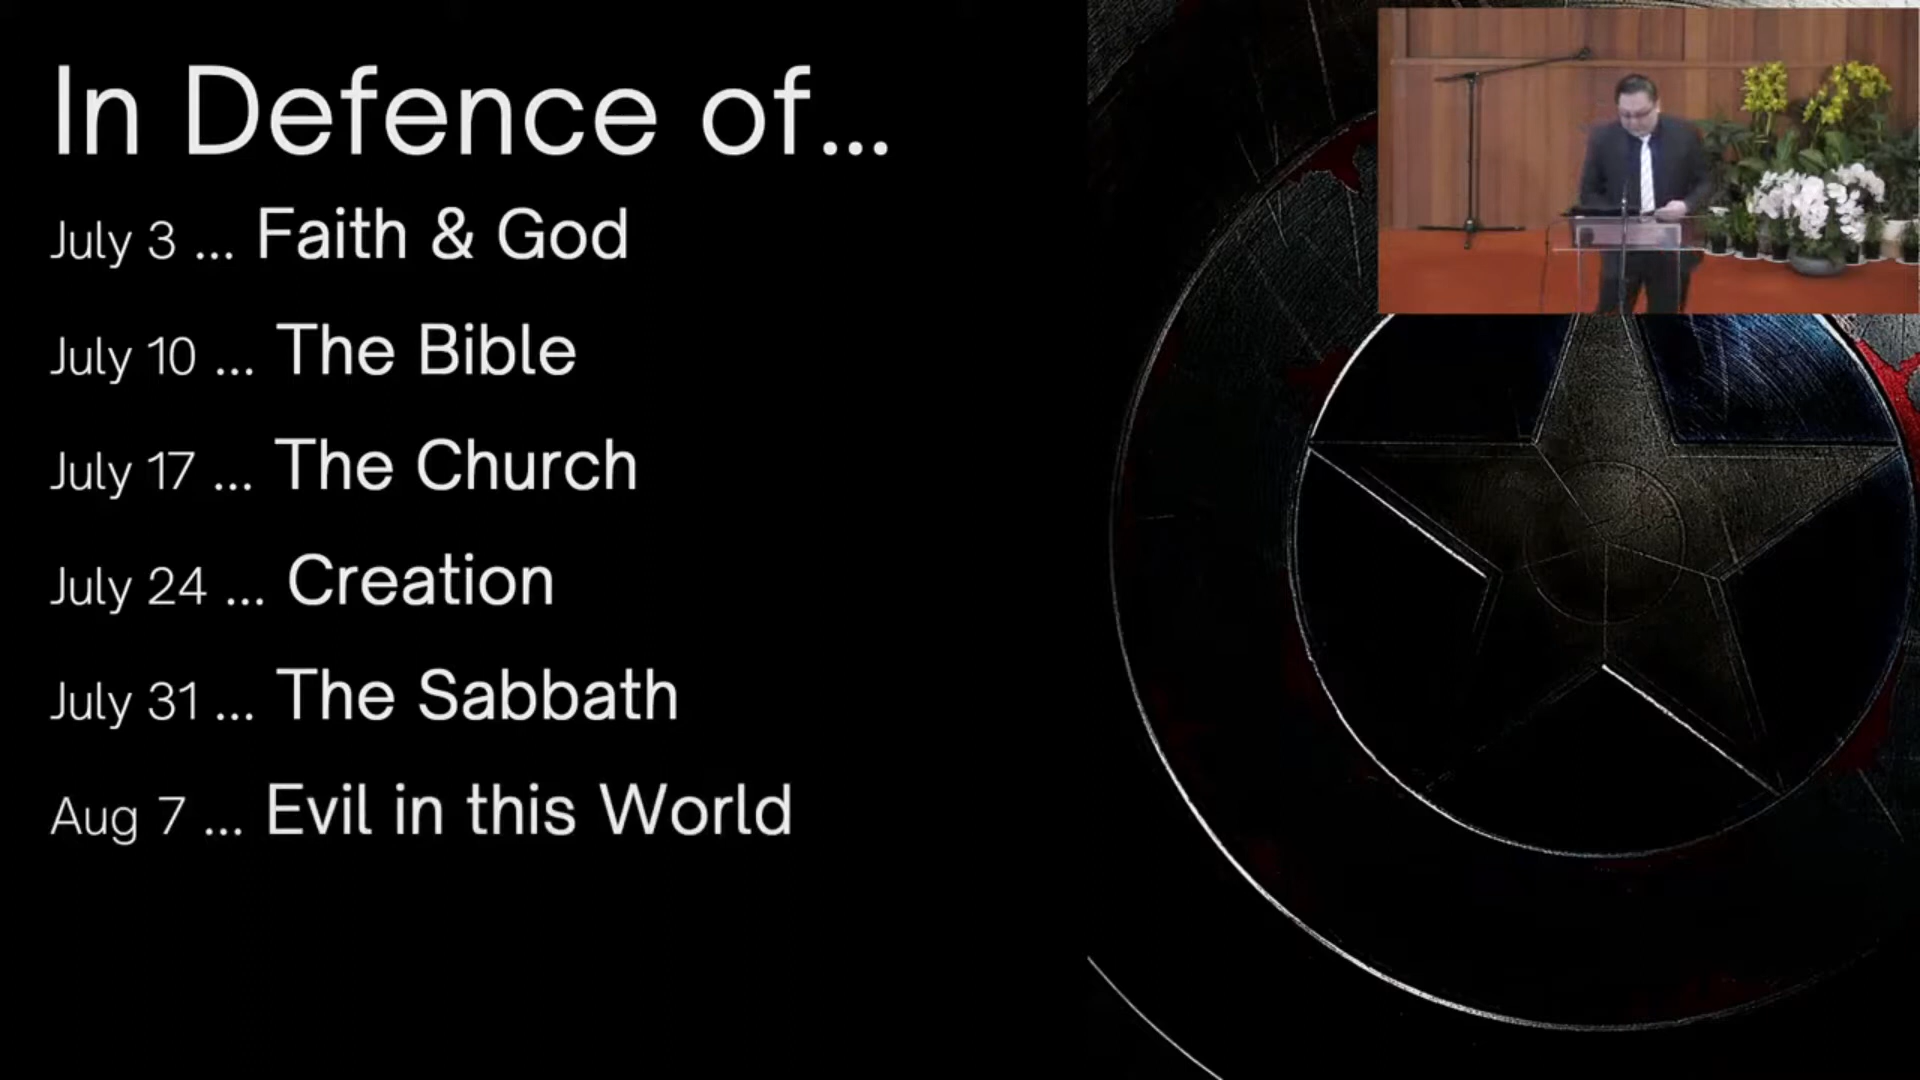 In Defence of...
July 3 ... Faith & God
July 10 ... The Bible
July 17 ... The Church
July 24 ... Creation
July 31 ... The Sabbath
Aug 7 ... Evil in this World